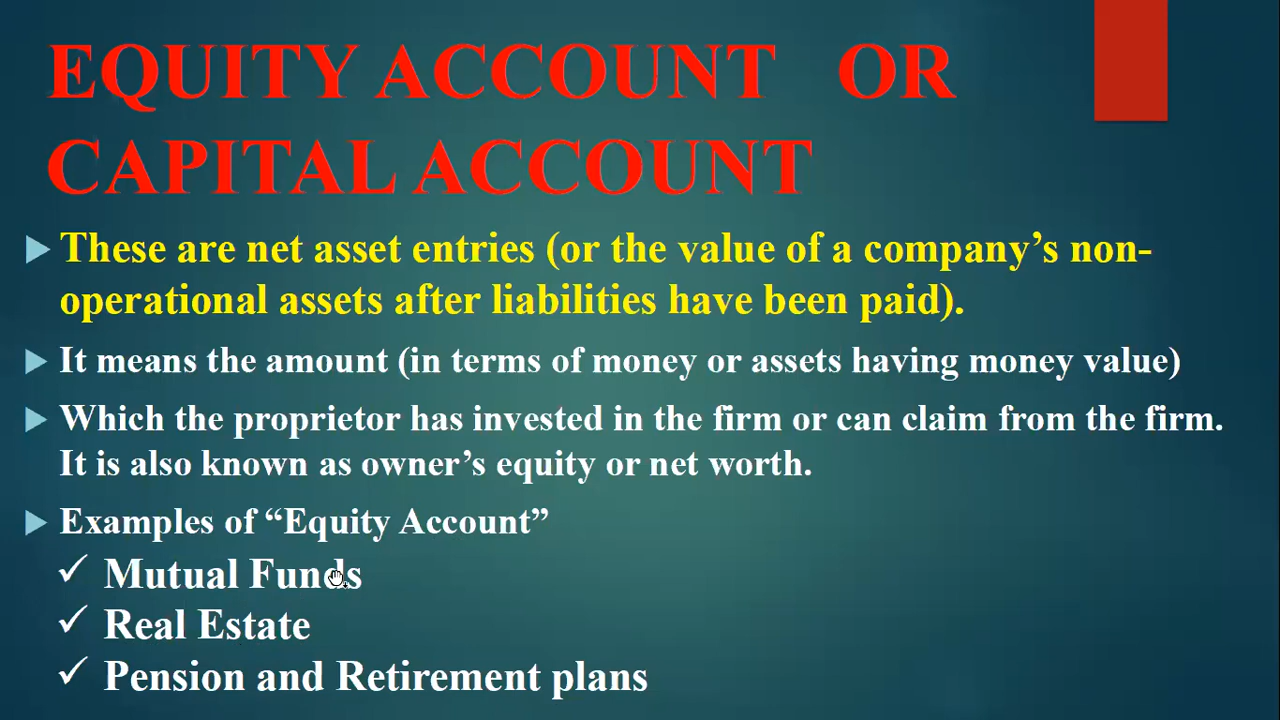 EQUITY ACCOUNT OR
CAPITAL ACCOUNT
These are net asset entries (or the value of a company’s non-
operational assets after liabilities have been paid).
It means the amount (in terms of money or assets having money value)
Which the proprietor has invested in the firm or can claim from the firm.
It is also known as owner’s equity or net worth.
Examples of “Equity Account”
Mutual Funds
Real Estate
Pension and Retirement plans